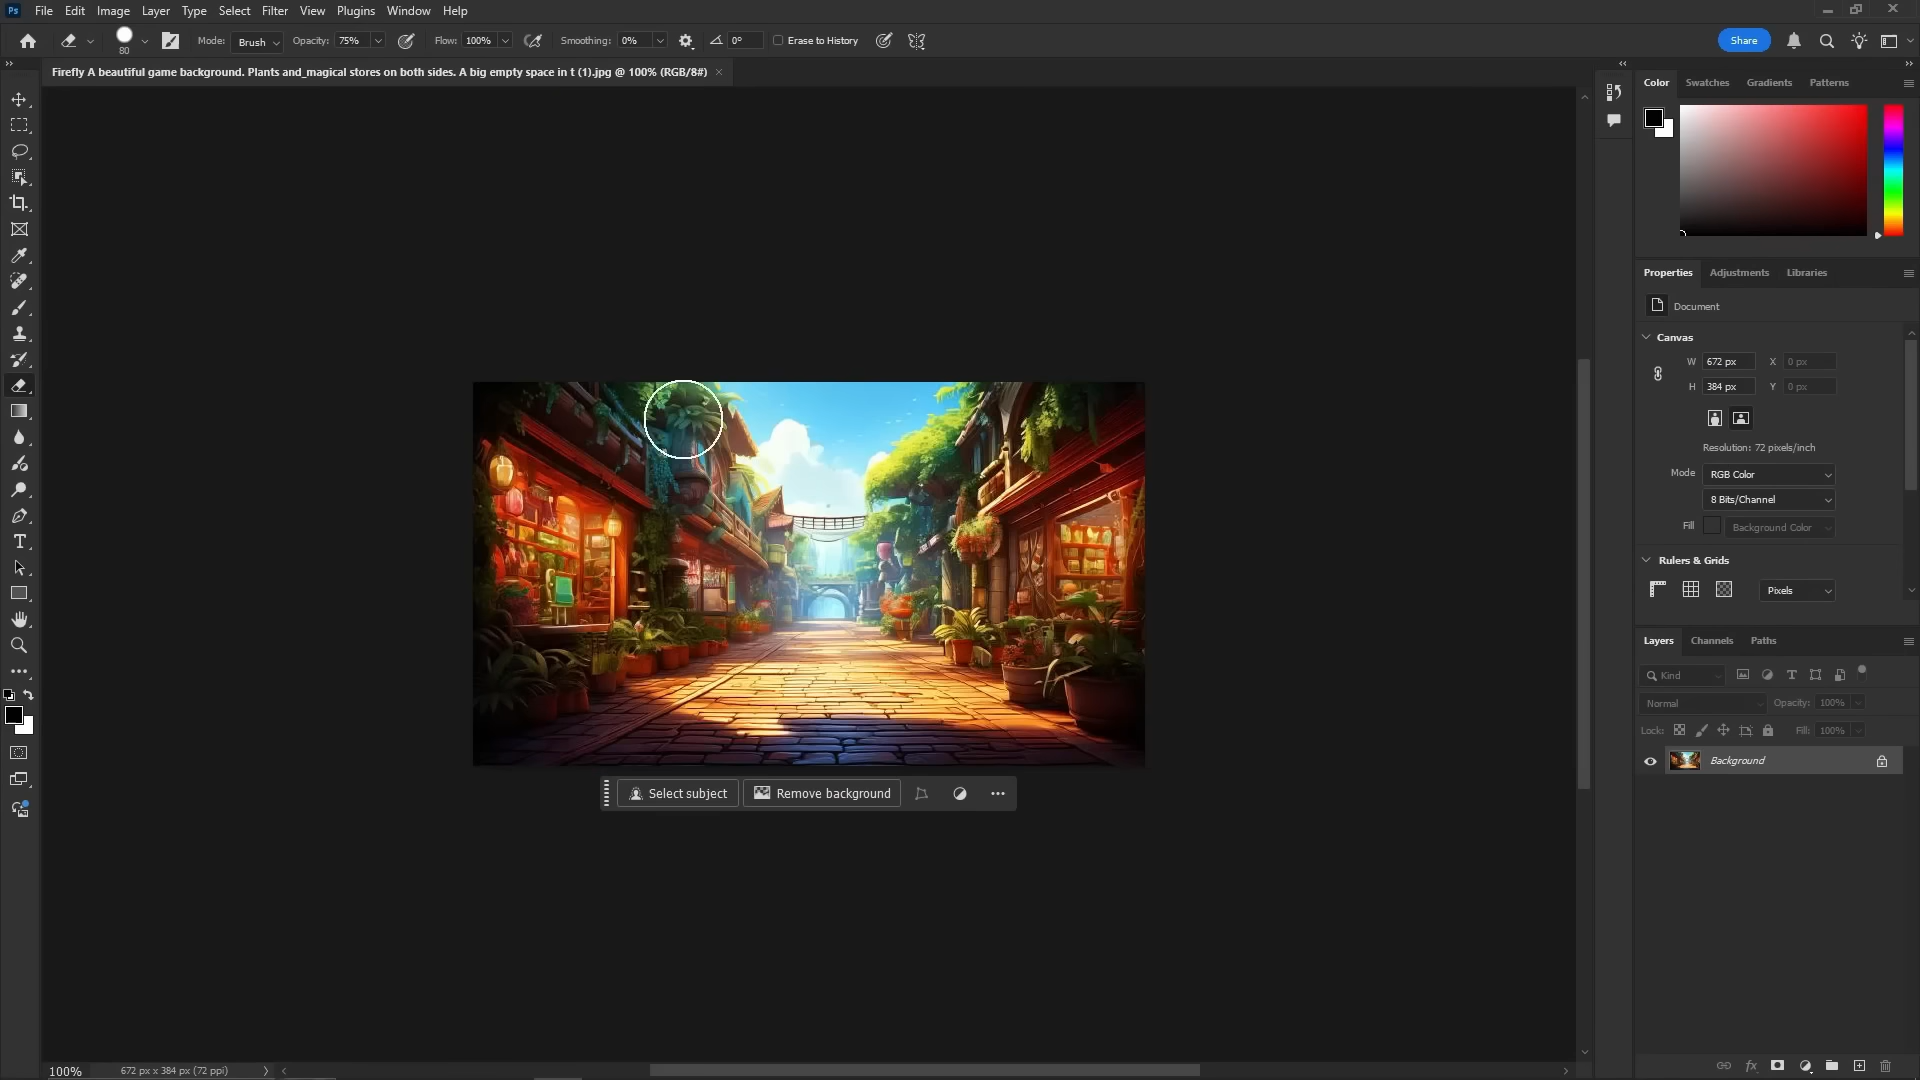 Ps File Edit Image Layer Type Select Filter View Plugins Window Help
80 Mode: Brush Opacity: 75% Flow: 100% Smoothing: 0% 0° Erase to History Share
Firefly A beautiful game background. Plants and_magical stores on both sides. A big empty space in t (1).jpg @ 100% (RGB/8#) ×
Color Swatches Gradients Patterns
Properties Adjustments Libraries
Document
Canvas
W 672 px X 0 px
H 384 px Y 0 px
Resolution: 72 pixels/inch
Mode RGB Color
8 Bits/Channel
Fill Background Color
Rulers & Grids
Pixels
Layers Channels Paths
Kind
Normal Opacity: 100%
Lock: Fill: 100%
Background
Select subject Remove background
100% 672 px x 384 px (72 ppi)